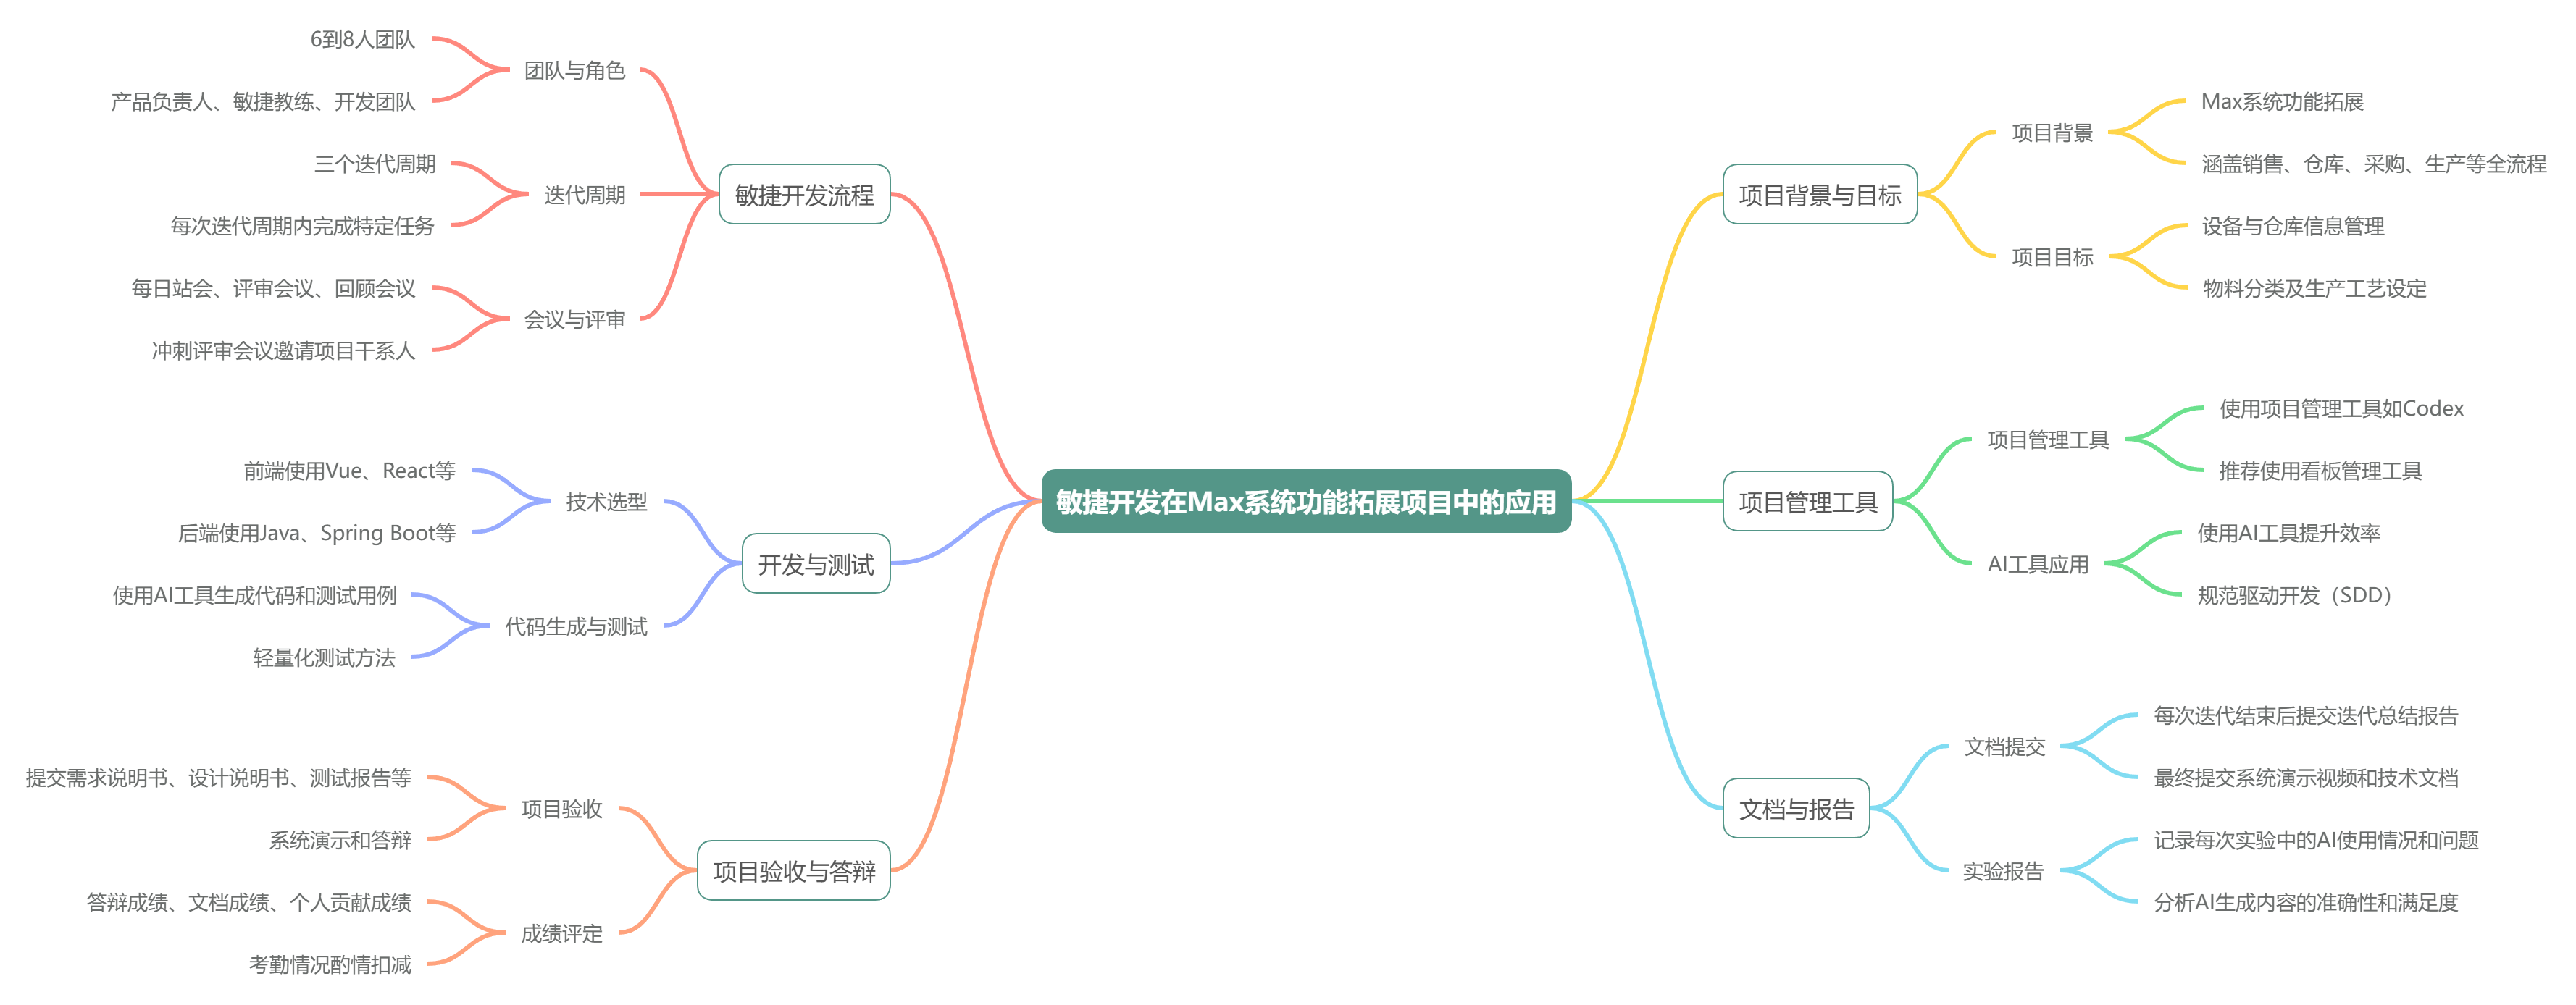 敏捷开发在Max系统功能拓展项目中的应用
敏捷开发流程
团队与角色
6到8人团队
产品负责人、敏捷教练、开发团队
迭代周期
三个迭代周期
每次迭代周期内完成特定任务
会议与评审
每日站会、评审会议、回顾会议
冲刺评审会议邀请项目干系人
开发与测试
技术选型
前端使用Vue、React等
后端使用Java、Spring Boot等
代码生成与测试
使用AI工具生成代码和测试用例
轻量化测试方法
项目验收与答辩
项目验收
提交需求说明书、设计说明书、测试报告等
系统演示和答辩
成绩评定
答辩成绩、文档成绩、个人贡献成绩
考勤情况酌情扣减
项目背景与目标
项目背景
Max系统功能拓展
涵盖销售、仓库、采购、生产等全流程
项目目标
设备与仓库信息管理
物料分类及生产工艺设定
项目管理工具
项目管理工具
使用项目管理工具如Codex
推荐使用看板管理工具
AI工具应用
使用AI工具提升效率
规范驱动开发（SDD）
文档与报告
文档提交
每次迭代结束后提交迭代总结报告
最终提交系统演示视频和技术文档
实验报告
记录每次实验中的AI使用情况和问题
分析AI生成内容的准确性和满足度